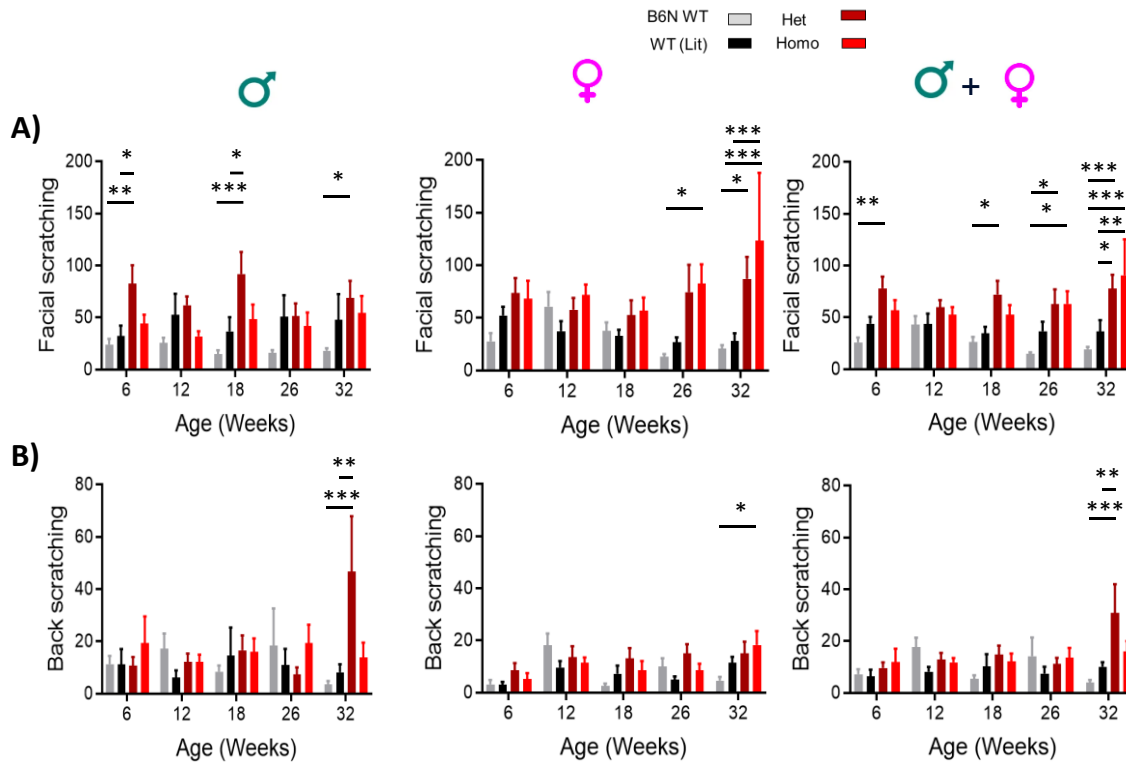 B6N WT Het
WT (Lit) Homo
♂ ♀ ♂ + ♀
A)
Facial scratching
200
150
100
50
0
* ** * *** *
6 12 18 26 32
Age (Weeks)
Facial scratching
200
150
100
50
0
* *** *** *
6 12 18 26 32
Age (Weeks)
Facial scratching
200
150
100
50
0
** * * * *** *** ** *
6 12 18 26 32
Age (Weeks)
B)
Back scratching
80
60
40
20
0
** ***
6 12 18 26 32
Age (Weeks)
Back scratching
80
60
40
20
0
*
6 12 18 26 32
Age (Weeks)
Back scratching
80
60
40
20
0
** ***
6 12 18 26 32
Age (Weeks)